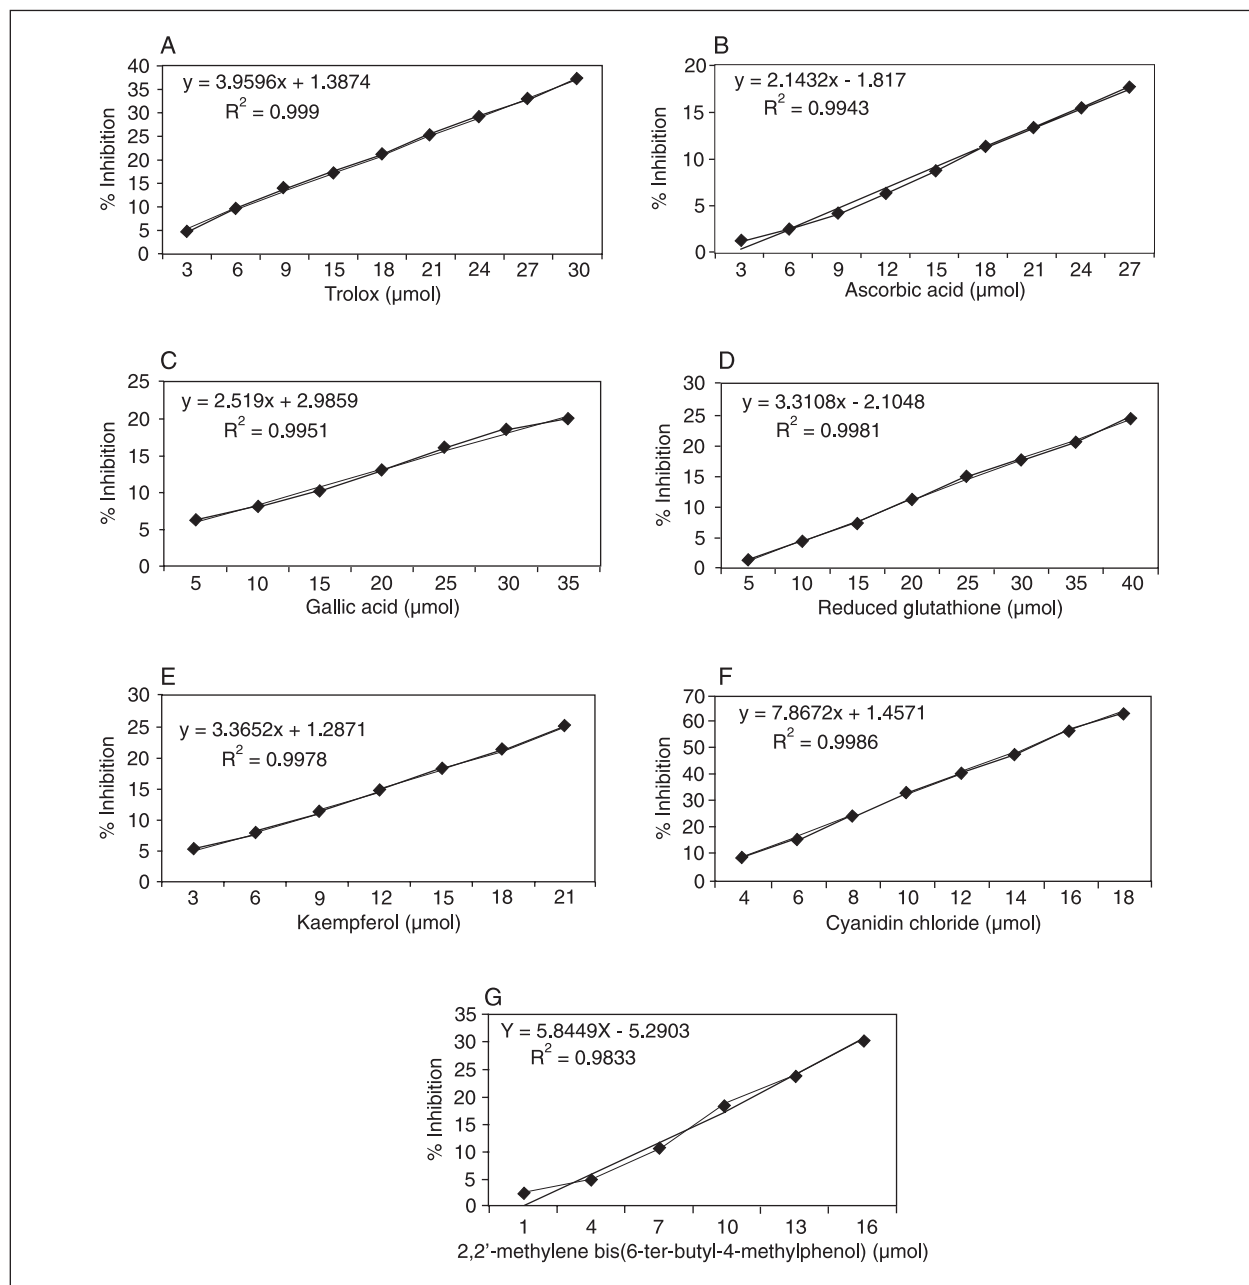 A
y = 3.9596x + 1.3874
R² = 0.999
% Inhibition
40
35
30
25
20
15
10
5
0
3 6 9 15 18 21 24 27 30
Trolox (µmol)
B
y = 2.1432x - 1.817
R² = 0.9943
% Inhibition
20
15
10
5
0
3 6 9 12 15 18 21 24 27
Ascorbic acid (µmol)
C
y = 2.519x + 2.9859
R² = 0.9951
% Inhibition
25
20
15
10
5
0
5 10 15 20 25 30 35
Gallic acid (µmol)
D
y = 3.3108x - 2.1048
R² = 0.9981
% Inhibition
30
25
20
15
10
5
0
5 10 15 20 25 30 35 40
Reduced glutathione (µmol)
E
y = 3.3652x + 1.2871
R² = 0.9978
% Inhibition
30
25
20
15
10
5
0
3 6 9 12 15 18 21
Kaempferol (µmol)
F
y = 7.8672x + 1.4571
R² = 0.9986
% Inhibition
70
60
50
40
30
20
10
0
4 6 8 10 12 14 16 18
Cyanidin chloride (µmol)
G
Y = 5.8449X - 5.2903
R² = 0.9833
% Inhibition
35
30
25
20
15
10
5
0
1 4 7 10 13 16
2,2'-methylene bis(6-ter-butyl-4-methylphenol) (µmol)